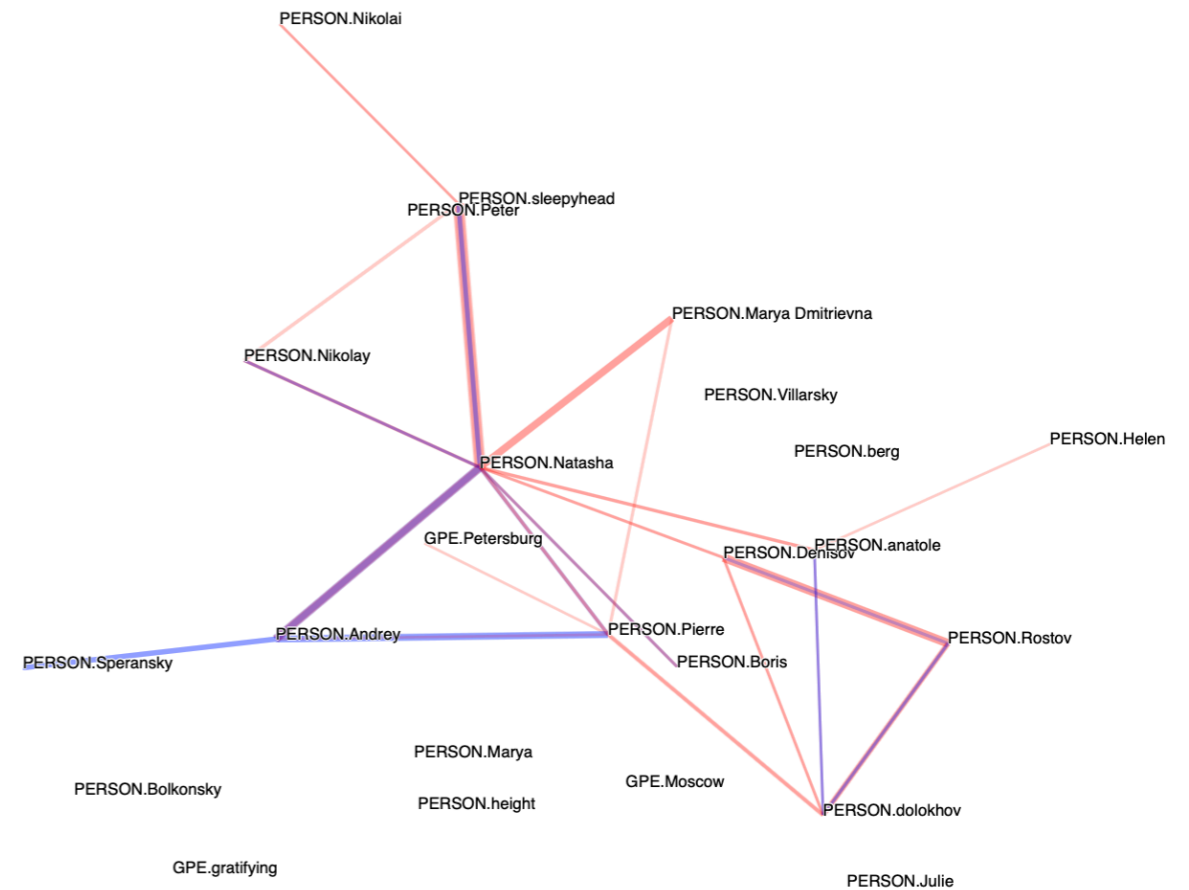 PERSON.Nikolai
PERSON.sleepyhead
PERSON.Peter
PERSON.Marya Dmitrievna
PERSON.Nikolay
PERSON.Villarsky
PERSON.Helen
PERSON.berg
PERSON.Natasha
GPE.Petersburg
PERSON.anatole
PERSON.Denisov
PERSON.Pierre
PERSON.Andrey
PERSON.Rostov
PERSON.Boris
PERSON.Speransky
PERSON.Marya
GPE.Moscow
PERSON.Bolkonsky
PERSON.height
PERSON.dolokhov
GPE.gratifying
PERSON.Julie